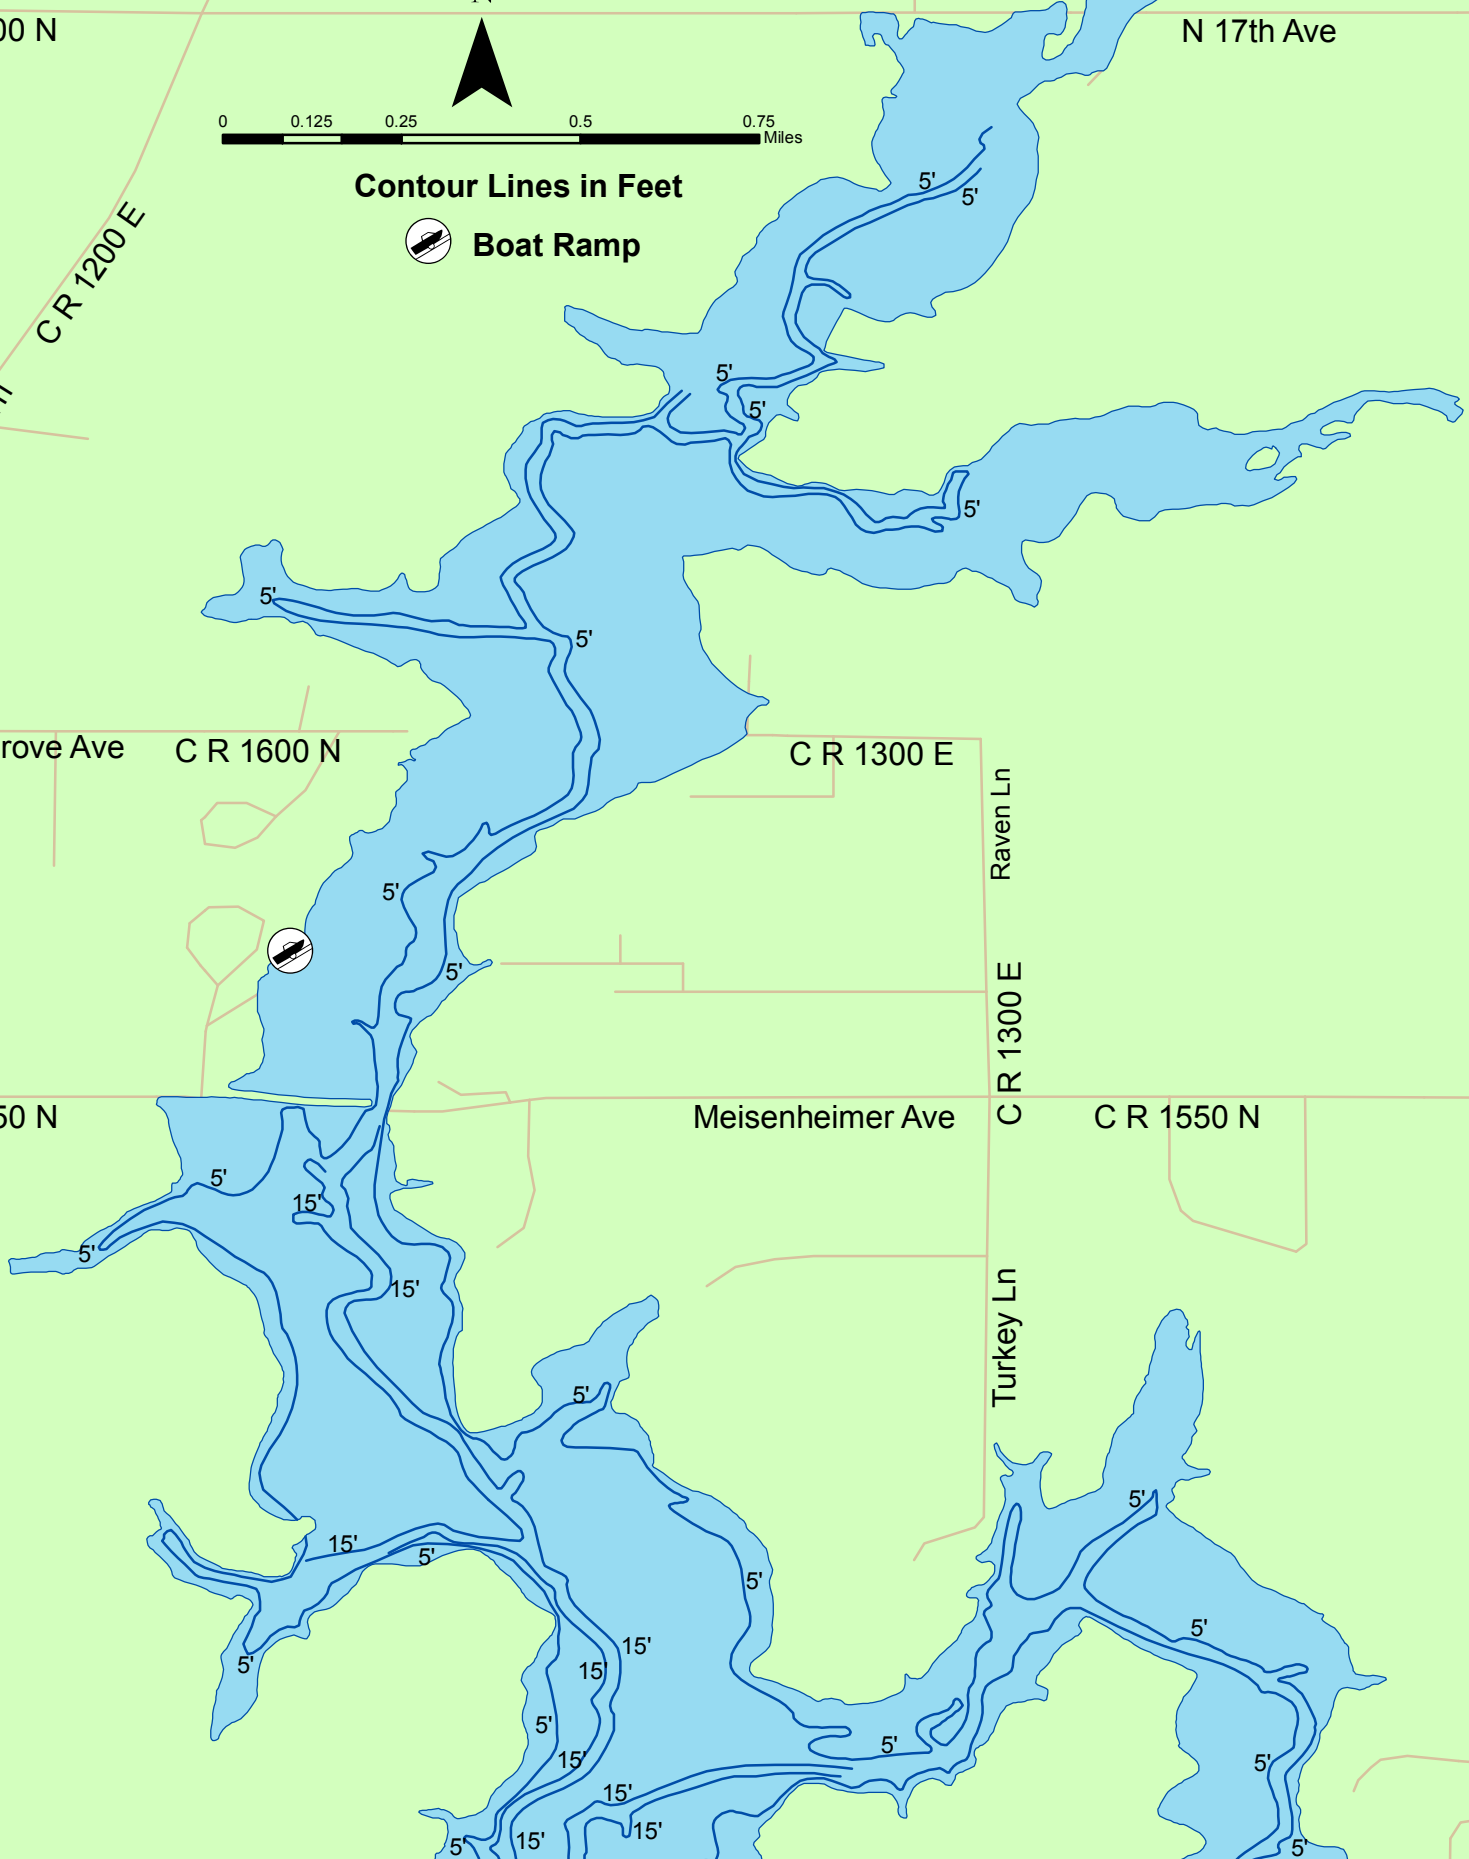 N
00 N
N 17th Ave
0 0.125 0.25 0.5 0.75
Miles
Contour Lines in Feet
Boat Ramp
C R 1200 E
5'
5'
5'
5'
5'
5'
5'
rove Ave
C R 1600 N
C R 1300 E
Raven Ln
5'
5'
C R 1300 E
50 N
Meisenheimer Ave
C R 1550 N
5'
15'
5'
15'
Turkey Ln
5'
5'
15'
5'
5'
5'
15'
15'
5'
5'
5'
15'
5'
15'
15'
15'
5'
5'